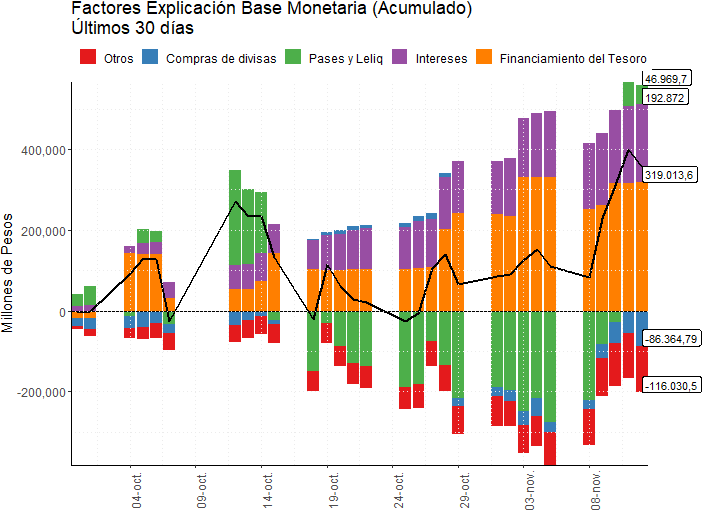 Factores Explicación Base Monetaria (Acumulado)
Últimos 30 días
Otros Compras de divisas Pases y Leliq Intereses Financiamiento del Tesoro
Millones de Pesos
400,000
200,000
0
-200,000
46.969,7
192.872
319.013,6
-86.364,79
-116.030,5
04-oct.
09-oct.
14-oct.
19-oct.
24-oct.
29-oct.
03-nov.
08-nov.